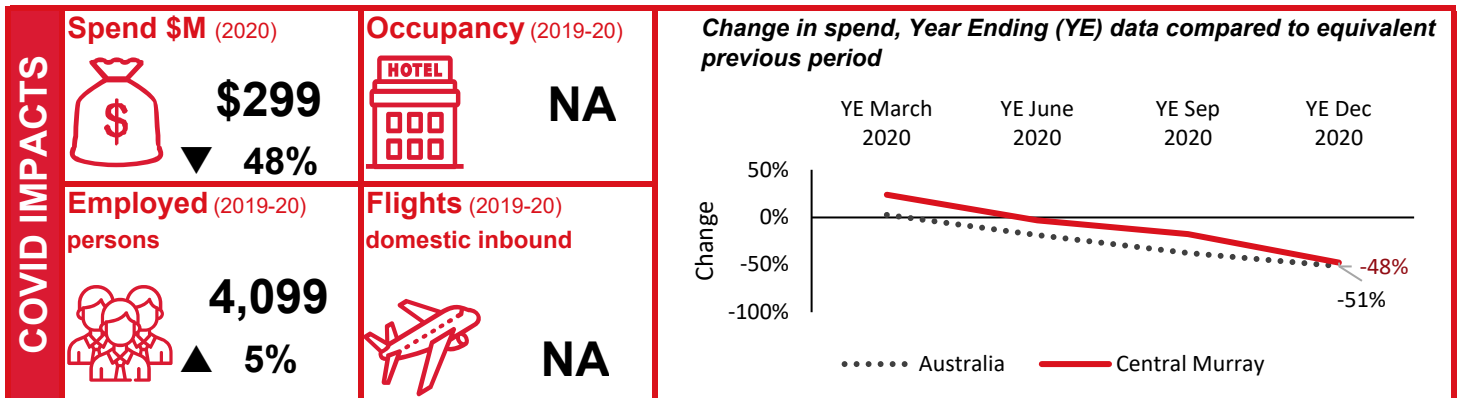 COVID IMPACTS
Spend $M (2020)
$
$299
▼ 48%
Occupancy (2019-20)
HOTEL
NA
Employed (2019-20)
persons
4,099
▲ 5%
Flights (2019-20)
domestic inbound
NA
Change in spend, Year Ending (YE) data compared to equivalent
previous period
YE March YE June YE Sep YE Dec
2020 2020 2020 2020
Change
50%
0%
-50%
-100%
-48%
-51%
Australia Central Murray